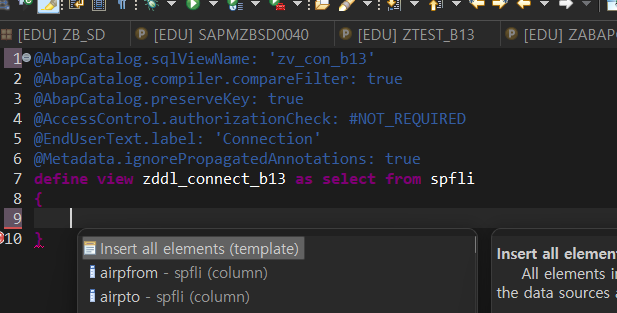 [EDU] ZB_SD [EDU] SAPMZBSD0040 [EDU] ZTEST_B13 [EDU] ZABAP
1 @AbapCatalog.sqlViewName: 'zv_con_b13'
2 @AbapCatalog.compiler.compareFilter: true
3 @AbapCatalog.preserveKey: true
4 @AccessControl.authorizationCheck: #NOT_REQUIRED
5 @EndUserText.label: 'Connection'
6 @Metadata.ignorePropagatedAnnotations: true
7 define view zddl_connect_b13 as select from spfli
8 {
9
10 }
Insert all elements (template)
airpfrom - spfli (column)
airpto - spfli (column)
Insert all element
All elements in
the data sources a